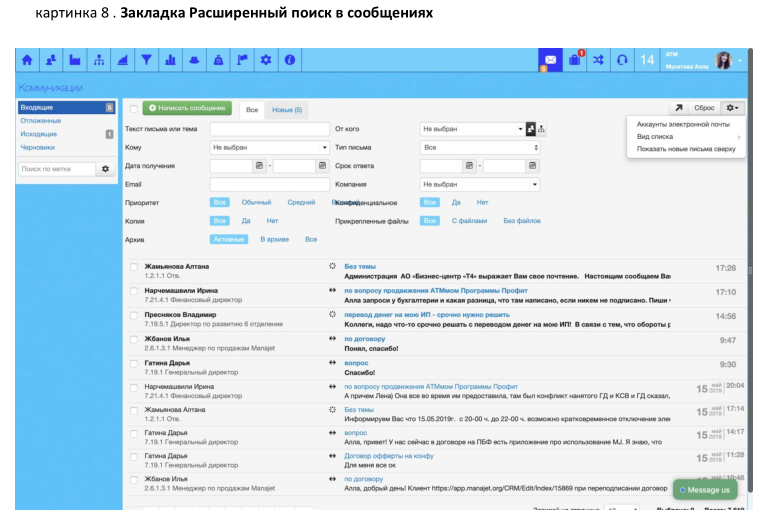 картинка 8 . Закладка Расширенный поиск в сообщениях
1
5
14
АТМ
Мукатова Алла
Коммуникации
Входящие 5
Отложенные
Исходящие 1
Черновики
Поиск по метке
Написать сообщение
Все
Новые (5)
Сброс
Аккаунты электронной почты
Вид списка
Показать новые письма сверху
Текст письма или тема
От кого Не выбран
Кому Не выбран
Тип письма Все
Дата получения -
Срок ответа -
Email
Компания Не выбран
Приоритет Все Обычный Средний
Конфиденциальное Все Да Нет
Копия Все Да Нет
Прикрепленные файлы Все С файлами Без файлов
Архив Активные В архиве Все
Жамьянова Алтана Без темы 17:26
1.2.1.1 Отв. Администрация АО «Бизнес-центр «Т4» выражает Вам свое почтение. Настоящим сообщаем Ва
Нарчемашвили Ирина по вопросу продвижения АТМмом Программы Профит 17:10
7.21.4.1 Финансовый директор Алла запроси у бухгалтерии и какая разница, что там написано, если никем не подписано. Пиши
Пресняков Владимир перевод денег на мою ИП - срочно нужно решить 14:56
7.19.5.1 Директор по развитию 6 отделение Коллеги, надо что-то срочно решать с переводом денег на мою ИП! В связи с тем, что обороты
Жбанов Илья по договору 9:47
2.6.1.3.1 Менеджер по продажам Manajet Понял, спасибо!
Гатина Дарья вопрос 9:30
7.19.1 Генеральный директор Спасибо!
Нарчемашвили Ирина по вопросу продвижения АТМмом Программы Профит 15 май 2019 20:04
7.21.4.1 Финансовый директор А причем Лена) Она все во время им предоставила, там был конфликт нанятого ГД и КСВ и ГД сказал,
Жамьянова Алтана Без темы 15 май 2019 17:14
1.2.1.1 Отв. Информируем Вас что 15.05.2019г. с 20-00 ч. до 22-00 ч. возможно кратковременное отключение
Гатина Дарья вопрос 15 май 2019 14:17
7.19.1 Генеральный директор Алла, привет! У нас сейчас в договоре на ПБФ есть приложение про использование MJ. Я знаю, что
Гатина Дарья Договор офферты на конфу 15 май 2019 11:28
7.19.1 Генеральный директор Для меня все ок
Жбанов Илья по договору 10:48
2.6.1.3.1 Менеджер по продажам Manajet Алла, добрый день! Клиент https://app.manajet.org/CRM/Edit/Index/15869 при переподписании договор
Message us